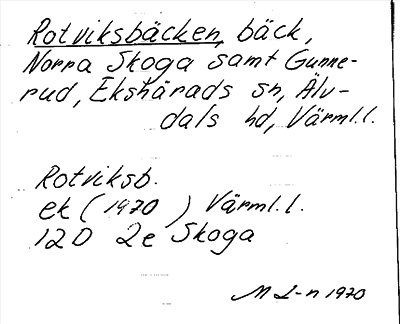 Rotviksbäcken, bäck,
Norra Skoga samt Gunne-
rud, Ekshärads sn, Älv-
dals hd, Värml.l.
Rotviksb.
ek (1970) Värml.l.
12D 2e Skoga
M L-n 1970